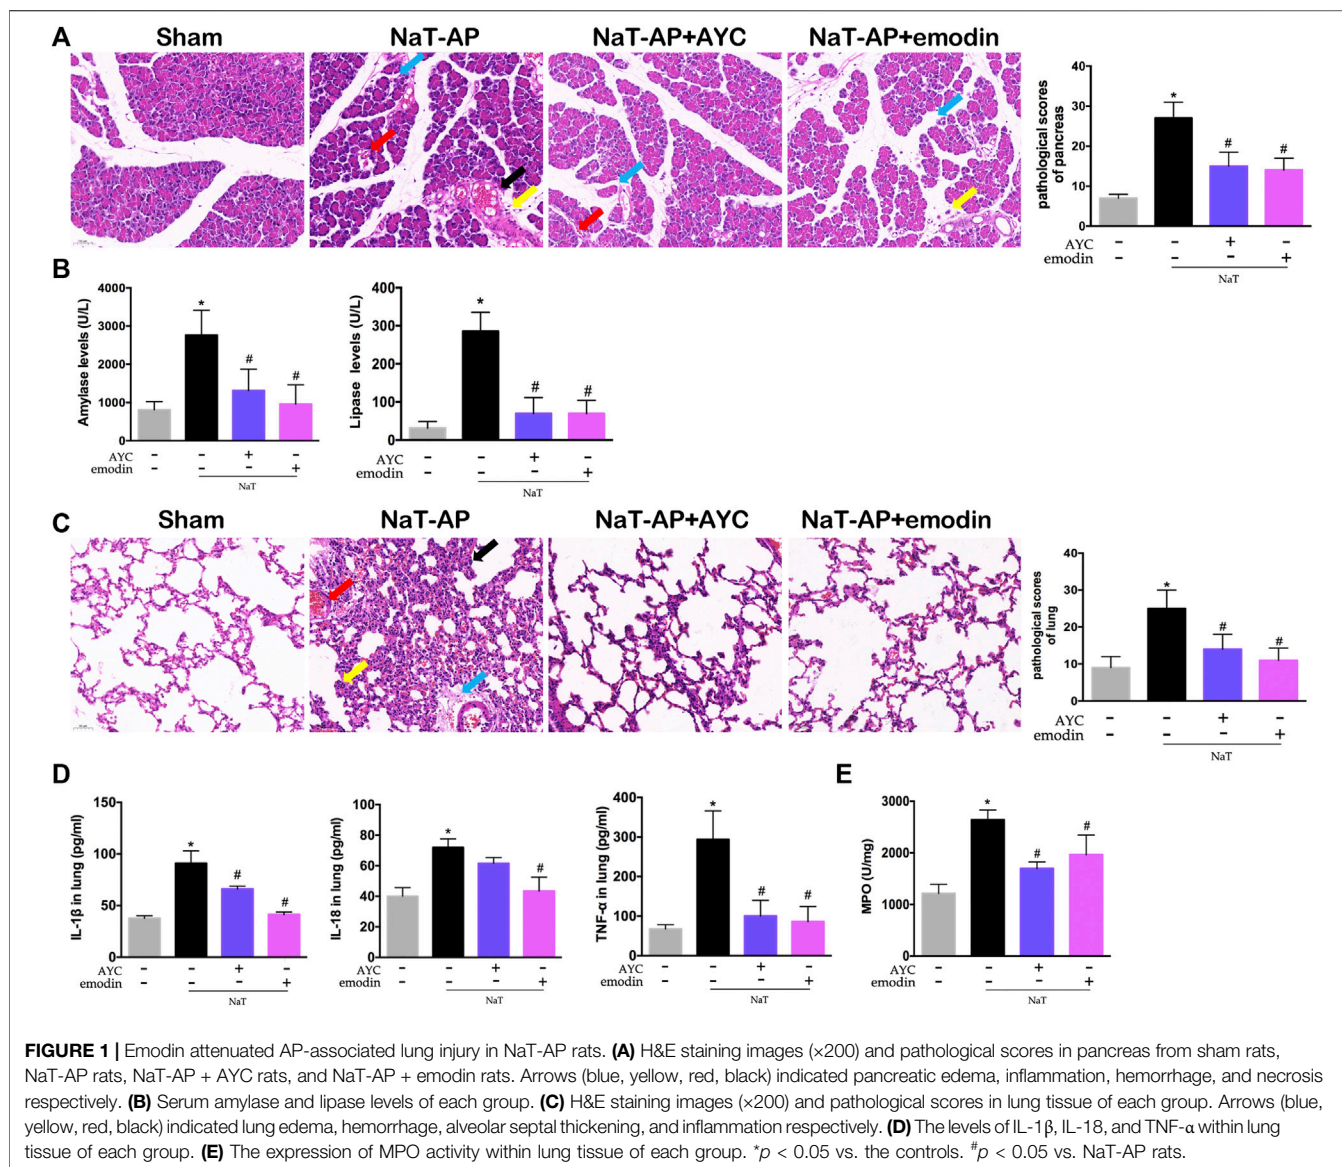 A
Sham
NaT-AP
NaT-AP+AYC
NaT-AP+emodin
pathological scores
of pancreas
40
30
20
10
0
*
#
#
AYC - - + -
emodin - - - +
NaT
B
Amylase levels (U/L)
4000
3000
2000
1000
0
*
#
#
AYC - - + -
emodin - - - +
NaT
Lipase levels (U/L)
400
300
200
100
0
*
#
#
AYC - - + -
emodin - - - +
NaT
C
Sham
NaT-AP
NaT-AP+AYC
NaT-AP+emodin
pathological scores
of lung
40
30
20
10
0
*
#
#
AYC - - + -
emodin - - - +
NaT
D
IL-1β in lung (pg/ml)
150
100
50
0
*
#
#
AYC - - + -
emodin - - - +
NaT
IL-18 in lung (pg/ml)
100
80
60
40
20
0
*
#
AYC - - + -
emodin - - - +
NaT
TNF-α in lung (pg/ml)
400
300
200
100
0
*
#
#
AYC - - + -
emodin - - - +
NaT
E
MPO (U/mg)
3000
2000
1000
0
*
#
#
AYC - - + -
emodin - - - +
NaT
FIGURE 1 | Emodin attenuated AP-associated lung injury in NaT-AP rats. (A) H&E staining images (×200) and pathological scores in pancreas from sham rats,
NaT-AP rats, NaT-AP + AYC rats, and NaT-AP + emodin rats. Arrows (blue, yellow, red, black) indicated pancreatic edema, inflammation, hemorrhage, and necrosis
respectively. (B) Serum amylase and lipase levels of each group. (C) H&E staining images (×200) and pathological scores in lung tissue of each group. Arrows (blue,
yellow, red, black) indicated lung edema, hemorrhage, alveolar septal thickening, and inflammation respectively. (D) The levels of IL-1β, IL-18, and TNF-α within lung
tissue of each group. (E) The expression of MPO activity within lung tissue of each group. *p < 0.05 vs. the controls. #p < 0.05 vs. NaT-AP rats.